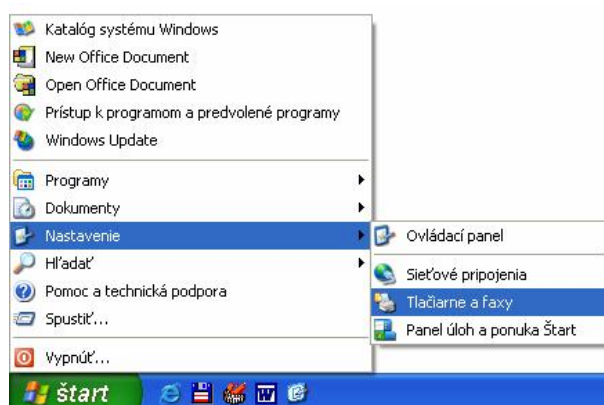 Katalóg systému Windows
New Office Document
Open Office Document
Prístup k programom a predvolené programy
Windows Update
Programy
Dokumenty
Nastavenie
Hľadať
Pomoc a technická podpora
Spustiť...
Vypnúť...
Ovládací panel
Sieťové pripojenia
Tlačiarne a faxy
Panel úloh a ponuka Štart
štart